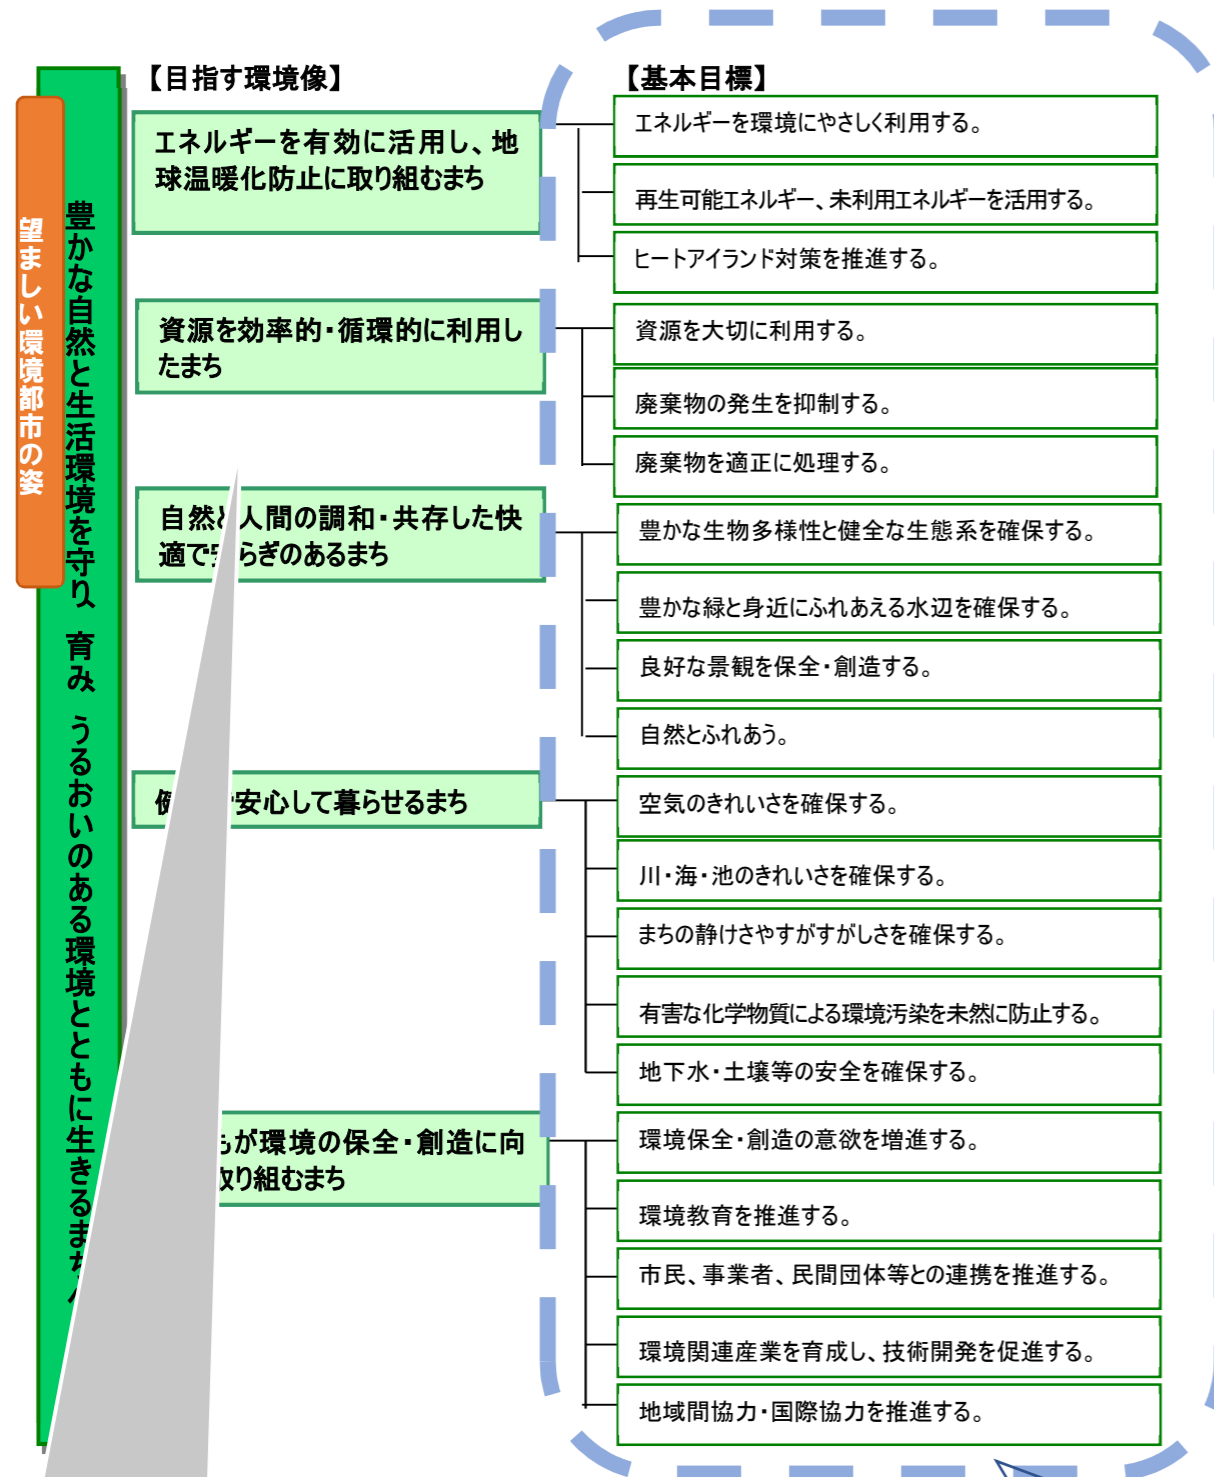 望ましい環境都市の姿
豊かな自然と生活環境を守り、育み、うるおいのある環境とともに生きるまち
【目指す環境像】
エネルギーを有効に活用し、地
球温暖化防止に取り組むまち
資源を効率的・循環的に利用し
たまち
自然と人間の調和・共存した快
適で らぎのあるまち
安心して暮らせるまち
もが環境の保全・創造に向
取り組むまち
【基本目標】
エネルギーを環境にやさしく利用する。
再生可能エネルギー、未利用エネルギーを活用する。
ヒートアイランド対策を推進する。
資源を大切に利用する。
廃棄物の発生を抑制する。
廃棄物を適正に処理する。
豊かな生物多様性と健全な生態系を確保する。
豊かな緑と身近にふれあえる水辺を確保する。
良好な景観を保全・創造する。
自然とふれあう。
空気のきれいさを確保する。
川・海・池のきれいさを確保する。
まちの静けさやすがすがしさを確保する。
有害な化学物質による環境汚染を未然に防止する。
地下水・土壌等の安全を確保する。
環境保全・創造の意欲を増進する。
環境教育を推進する。
市民、事業者、民間団体等との連携を推進する。
環境関連産業を育成し、技術開発を促進する。
地域間協力・国際協力を推進する。